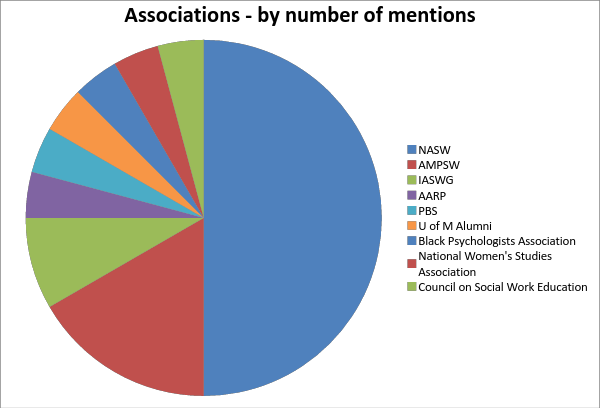 Associations - by number of mentions
NASW
AMPSW
IASWG
AARP
PBS
U of M Alumni
Black Psychologists Association
National Women's Studies
Association
Council on Social Work Education